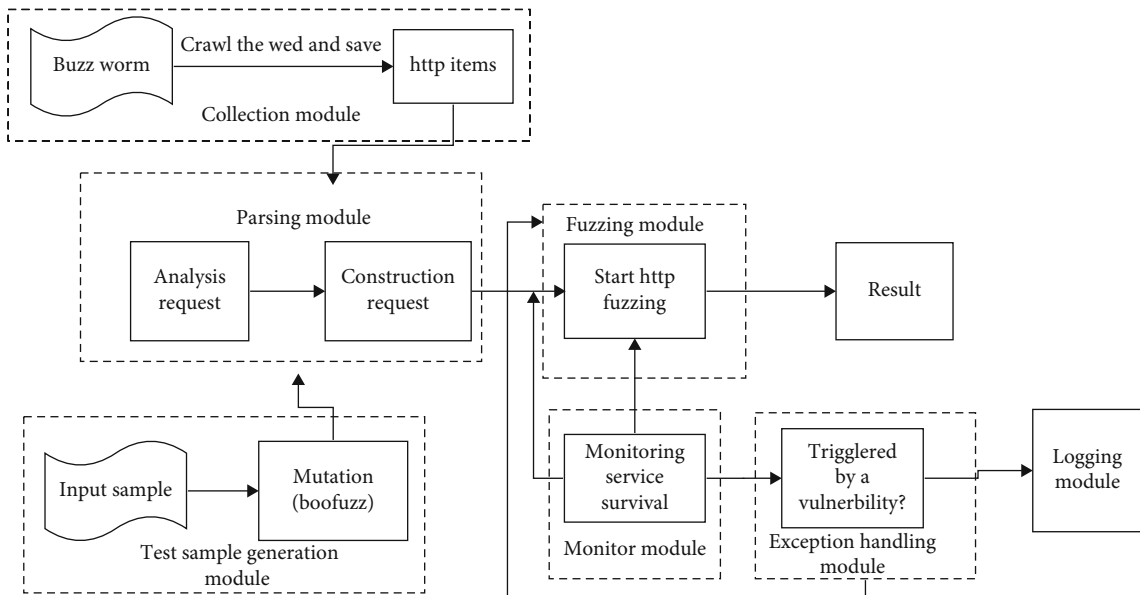 Buzz worm
Crawl the wed and save
http items
Collection module
Parsing module
Analysis
request
Construction
request
Fuzzing module
Start http
fuzzing
Result
Input sample
Mutation
(boofuzz)
Test sample generation
module
Monitoring
service
survival
Monitor module
Trigglered
by a
vulnerbility?
Exception handling
module
Logging
module